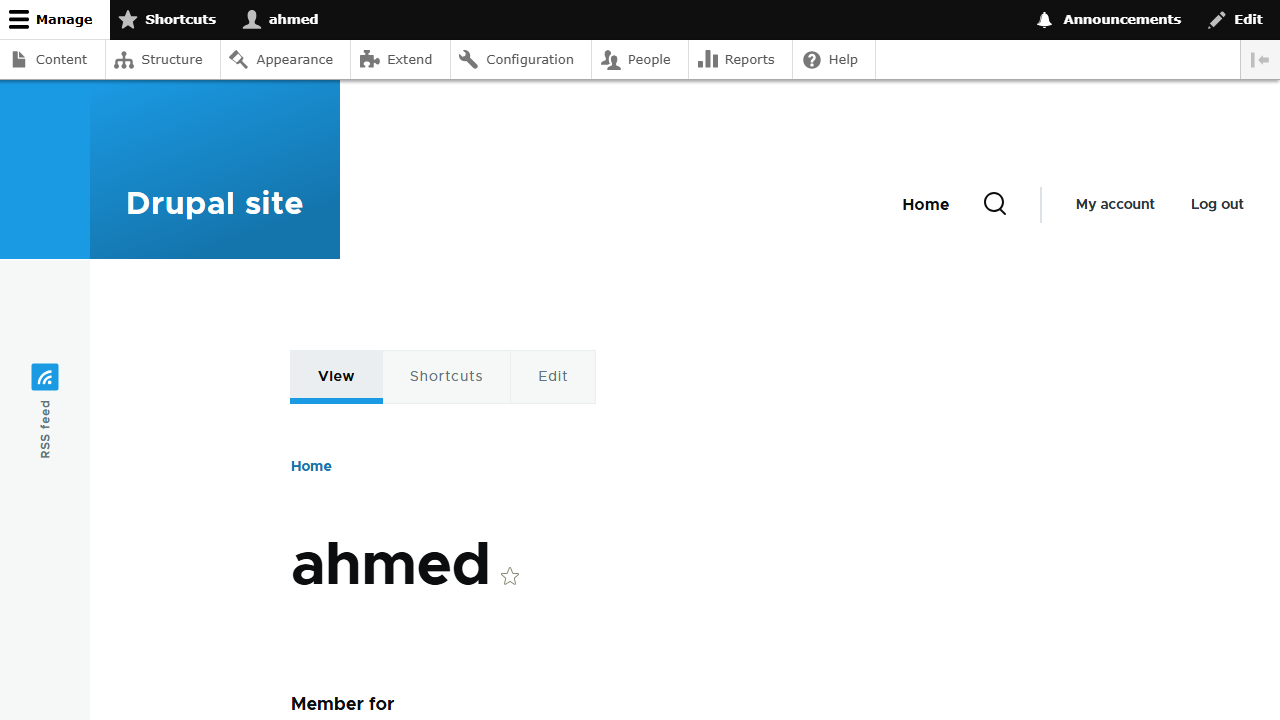 Manage Shortcuts ahmed Announcements Edit
Content Structure Appearance Extend Configuration People Reports Help
Drupal site
Home My account Log out
View Shortcuts Edit
RSS feed
Home
ahmed
Member for